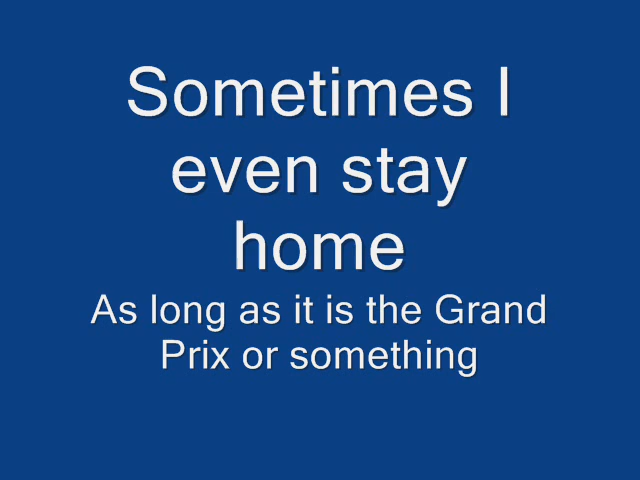 Sometimes I
even stay
home
As long as it is the Grand
Prix or something